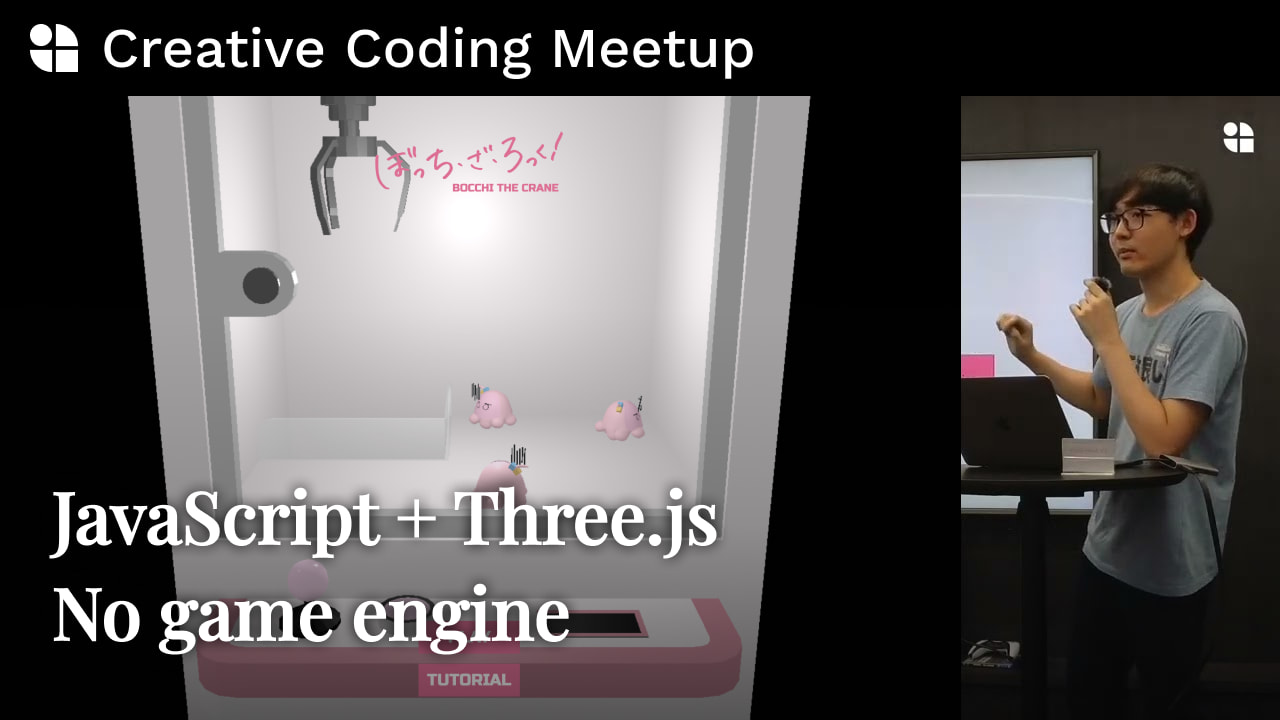 Creative Coding Meetup
ぼっち・ざ・ろっく!
BOCCHI THE CRANE
JavaScript + Three.js
No game engine
TUTORIAL